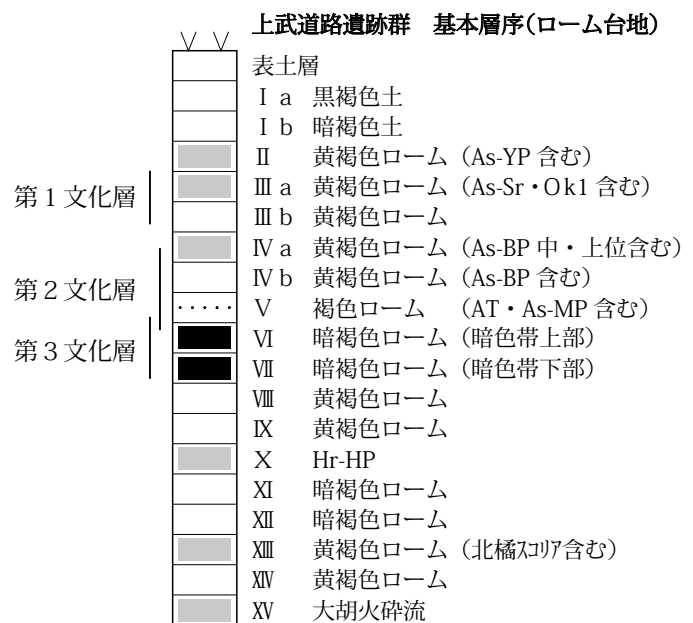 上武道路遺跡群　基本層序（ローム台地）
表土層
Ⅰa 黒褐色土
Ⅰb 暗褐色土
Ⅱ 黄褐色ローム（As-YP 含む）
第１文化層
Ⅲa 黄褐色ローム（As-Sr・Ok1 含む）
Ⅲb 黄褐色ローム
Ⅳa 黄褐色ローム（As-BP 中・上位含む）
第２文化層
Ⅳb 黄褐色ローム（As-BP 含む）
Ⅴ 褐色ローム （AT・As-MP 含む）
第３文化層
Ⅵ 暗褐ローム（暗色帯上部）
Ⅶ 暗褐ローム（暗色帯下部）
Ⅷ 黄褐色ローム
Ⅸ 黄褐色ローム
Ⅹ Hr-HP
Ⅺ 暗褐色ローム
Ⅻ 暗褐色ローム
XIII 黄褐色ローム（北橘ｽｺﾘｱ含む）
XIV 黄褐色ローム
XV 大胡火砕流